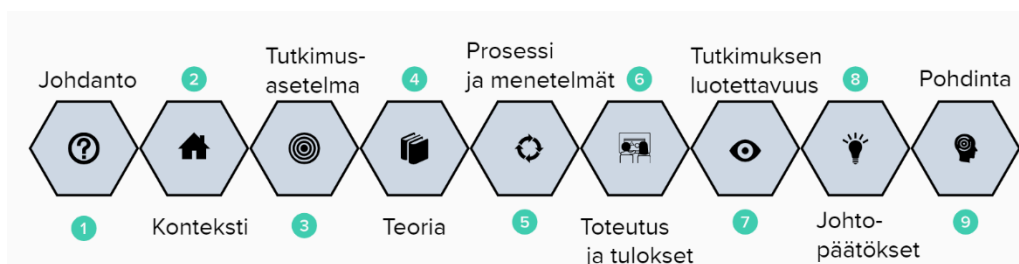 Johdanto
1
2
Konteksti
Tutkimus-
asetelma
3
4
Teoria
Prosessi
ja menetelmät
5
6
Toteutus
ja tulokset
Tutkimuksen
luotettavuus
7
8
Johto-
päätökset
Pohdinta
9